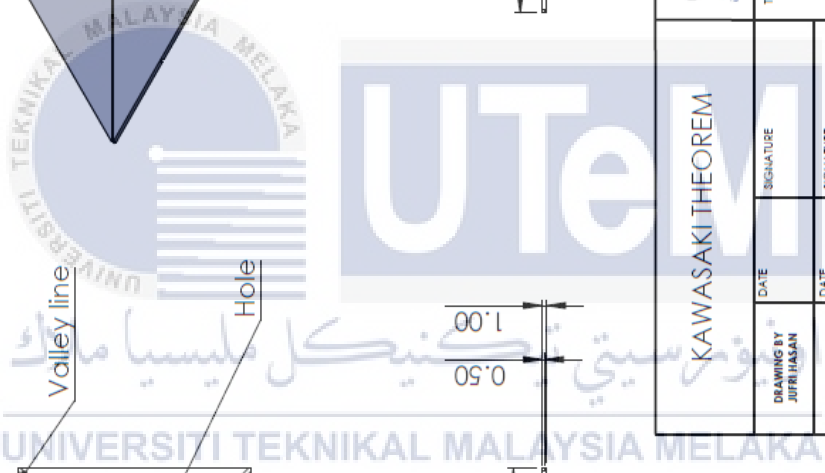 UNIVERSITI TEKNIKAL MALAYSIA MELAKA
UTeM
اونيۏرسيتي تيكنيكل مليسيا ملاك
UNIVERSITI TEKNIKAL MALAYSIA MELAKA
Valley line
Hole
1.00
0.50
KAWASAKI THEOREM
SIGNATURE
DATE
DRAWING BY
JUFRI HASAN
DATE